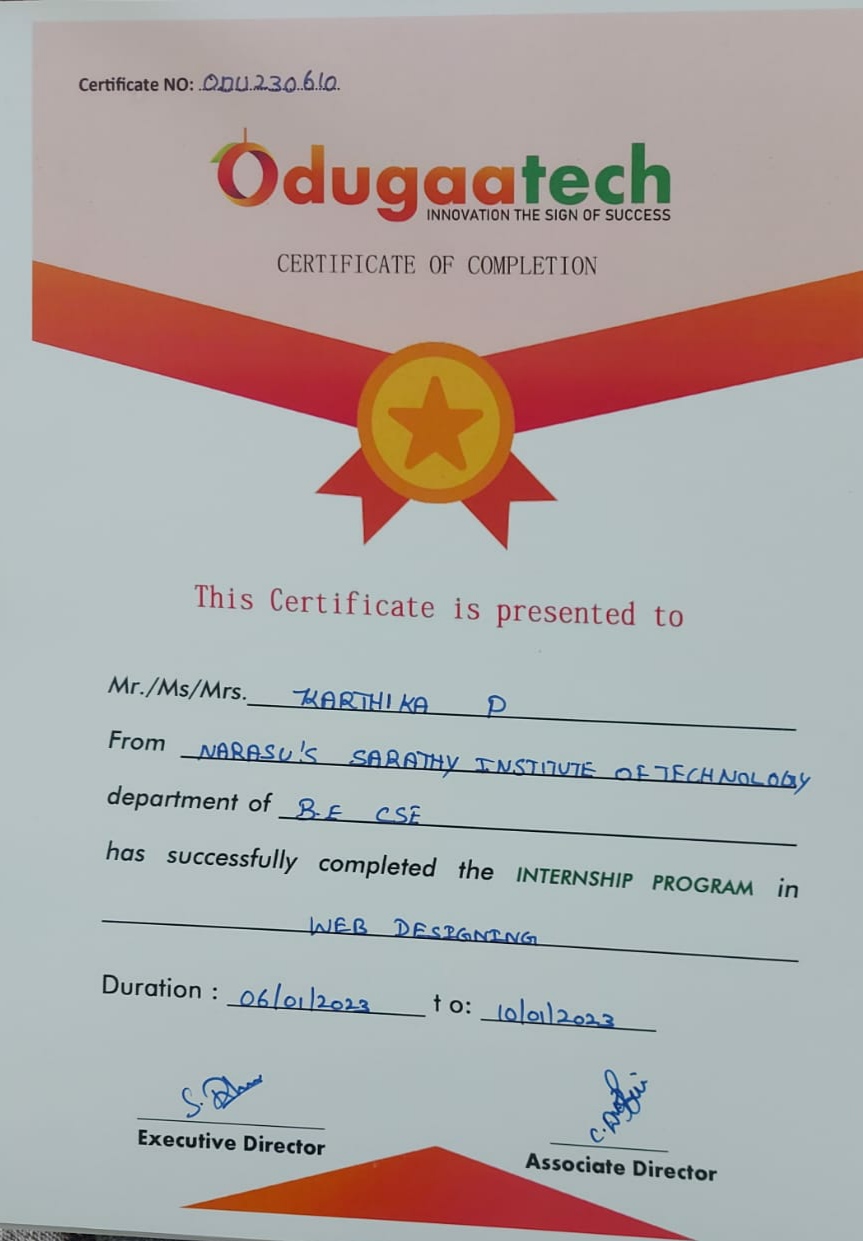 Certificate NO: ODU230610
Odugaatech
INNOVATION THE SIGN OF SUCCESS
CERTIFICATE OF COMPLETION
This Certificate is presented to
Mr./Ms/Mrs. KARTHIKA P
From NARASU'S SARATHY INSTITUTE OF TECHNOLOGY
department of B.E CSE
has successfully completed the INTERNSHIP PROGRAM in
WEB DESIGNING
Duration : 06/01/2023 to: 10/01/2023
Executive Director
Associate Director